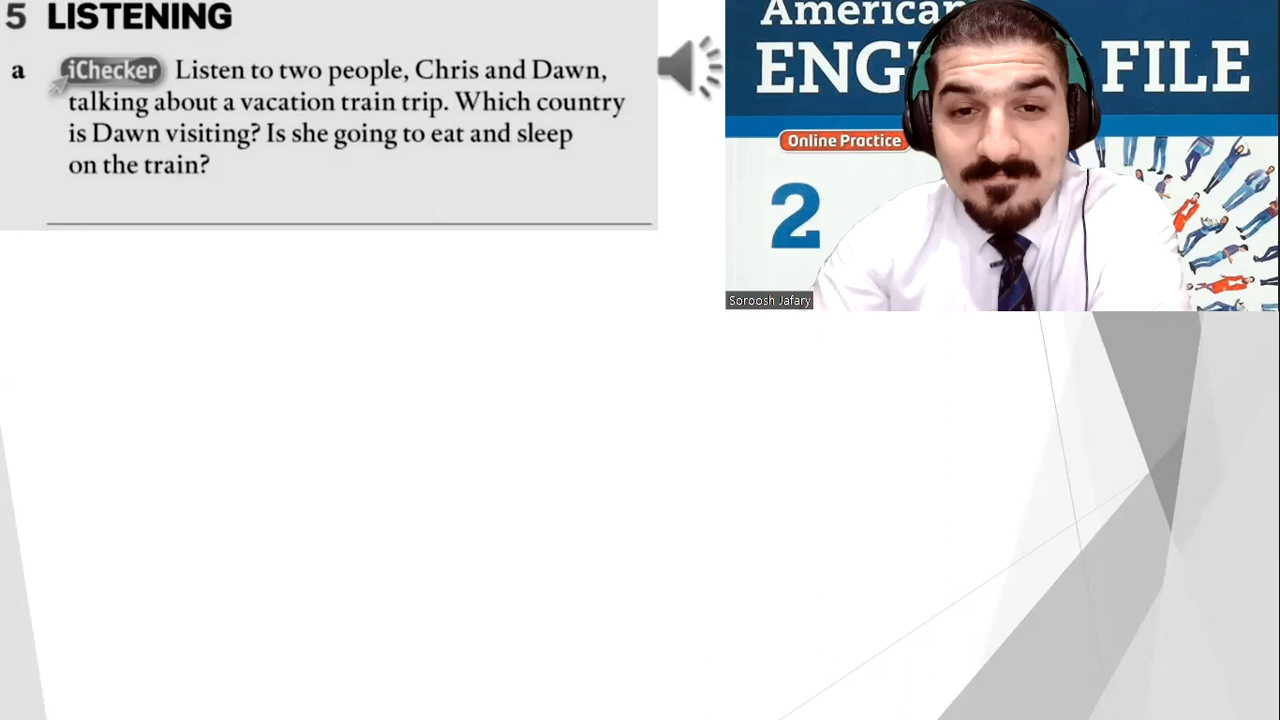 5 LISTENING
a iChecker Listen to two people, Chris and Dawn,
talking about a vacation train trip. Which country
is Dawn visiting? Is she going to eat and sleep
on the train?
American
ENG FILE
Online Practice
2
Soroosh Jafary